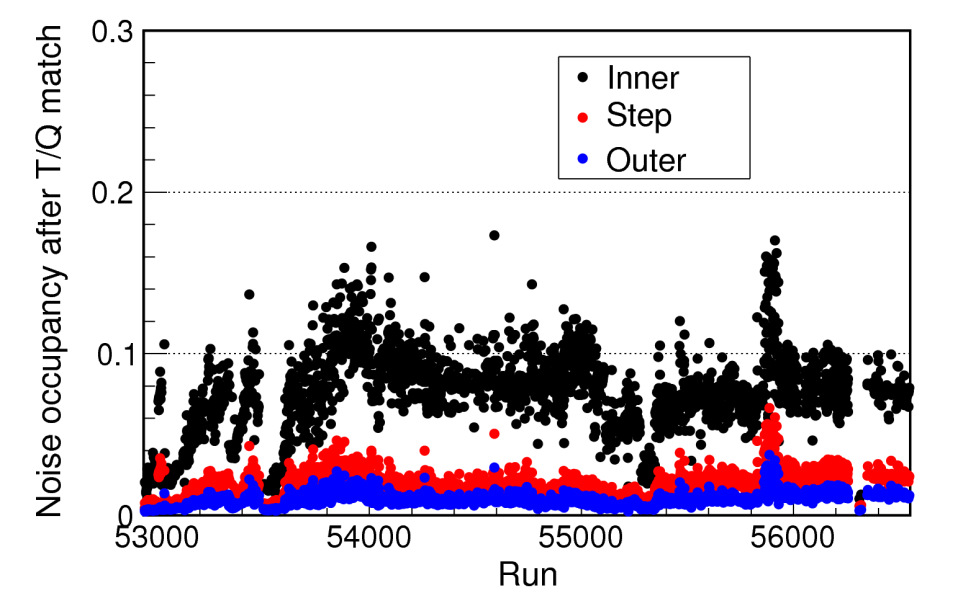 Noise occupancy after T/Q match
0.3
0.2
0.1
0
Inner
Step
Outer
53000 54000 55000 56000
Run